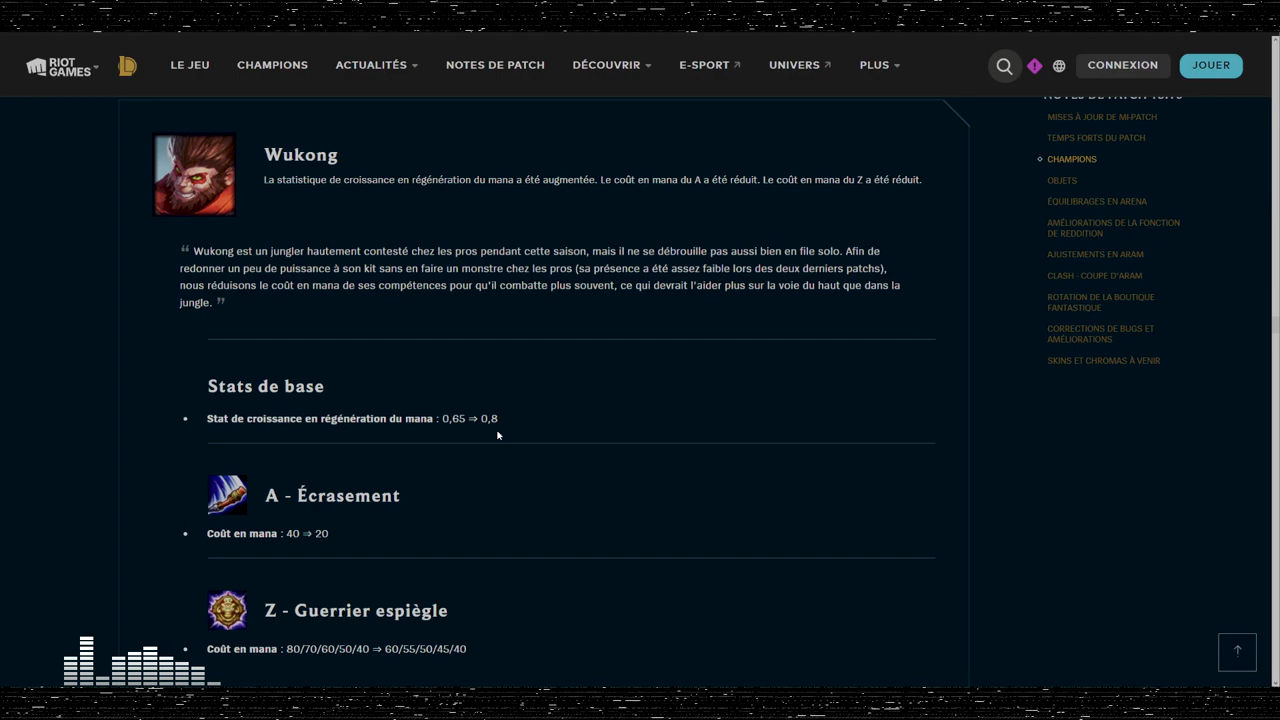 RIOT GAMES
LE JEU
CHAMPIONS
ACTUALITÉS
NOTES DE PATCH
DÉCOUVRIR
E-SPORT
UNIVERS
PLUS
CONNEXION
JOUER
Wukong
La statistique de croissance en régénération du mana a été augmentée. Le coût en mana du A a été réduit. Le coût en mana du Z a été réduit.
“ Wukong est un jungler hautement contesté chez les pros pendant cette saison, mais il ne se débrouille pas aussi bien en file solo. Afin de
redonner un peu de puissance à son kit sans en faire un monstre chez les pros (sa présence a été assez faible lors des deux derniers patchs),
nous réduisons le coût en mana de ses compétences pour qu'il combatte plus souvent, ce qui devrait l'aider plus sur la voie du haut que dans la
jungle. ”
Stats de base
• Stat de croissance en régénération du mana : 0,65 ⇒ 0,8
A - Écrasement
• Coût en mana : 40 ⇒ 20
Z - Guerrier espiègle
• Coût en mana : 80/70/60/50/40 ⇒ 60/55/50/45/40
MISES À JOUR DE MI-PATCH
TEMPS FORTS DU PATCH
CHAMPIONS
OBJETS
ÉQUILIBRAGES EN ARENA
AMÉLIORATIONS DE LA FONCTION
DE REDDITION
AJUSTEMENTS EN ARAM
CLASH - COUPE D'ARAM
ROTATION DE LA BOUTIQUE
FANTASTIQUE
CORRECTIONS DE BUGS ET
AMÉLIORATIONS
SKINS ET CHROMAS À VENIR